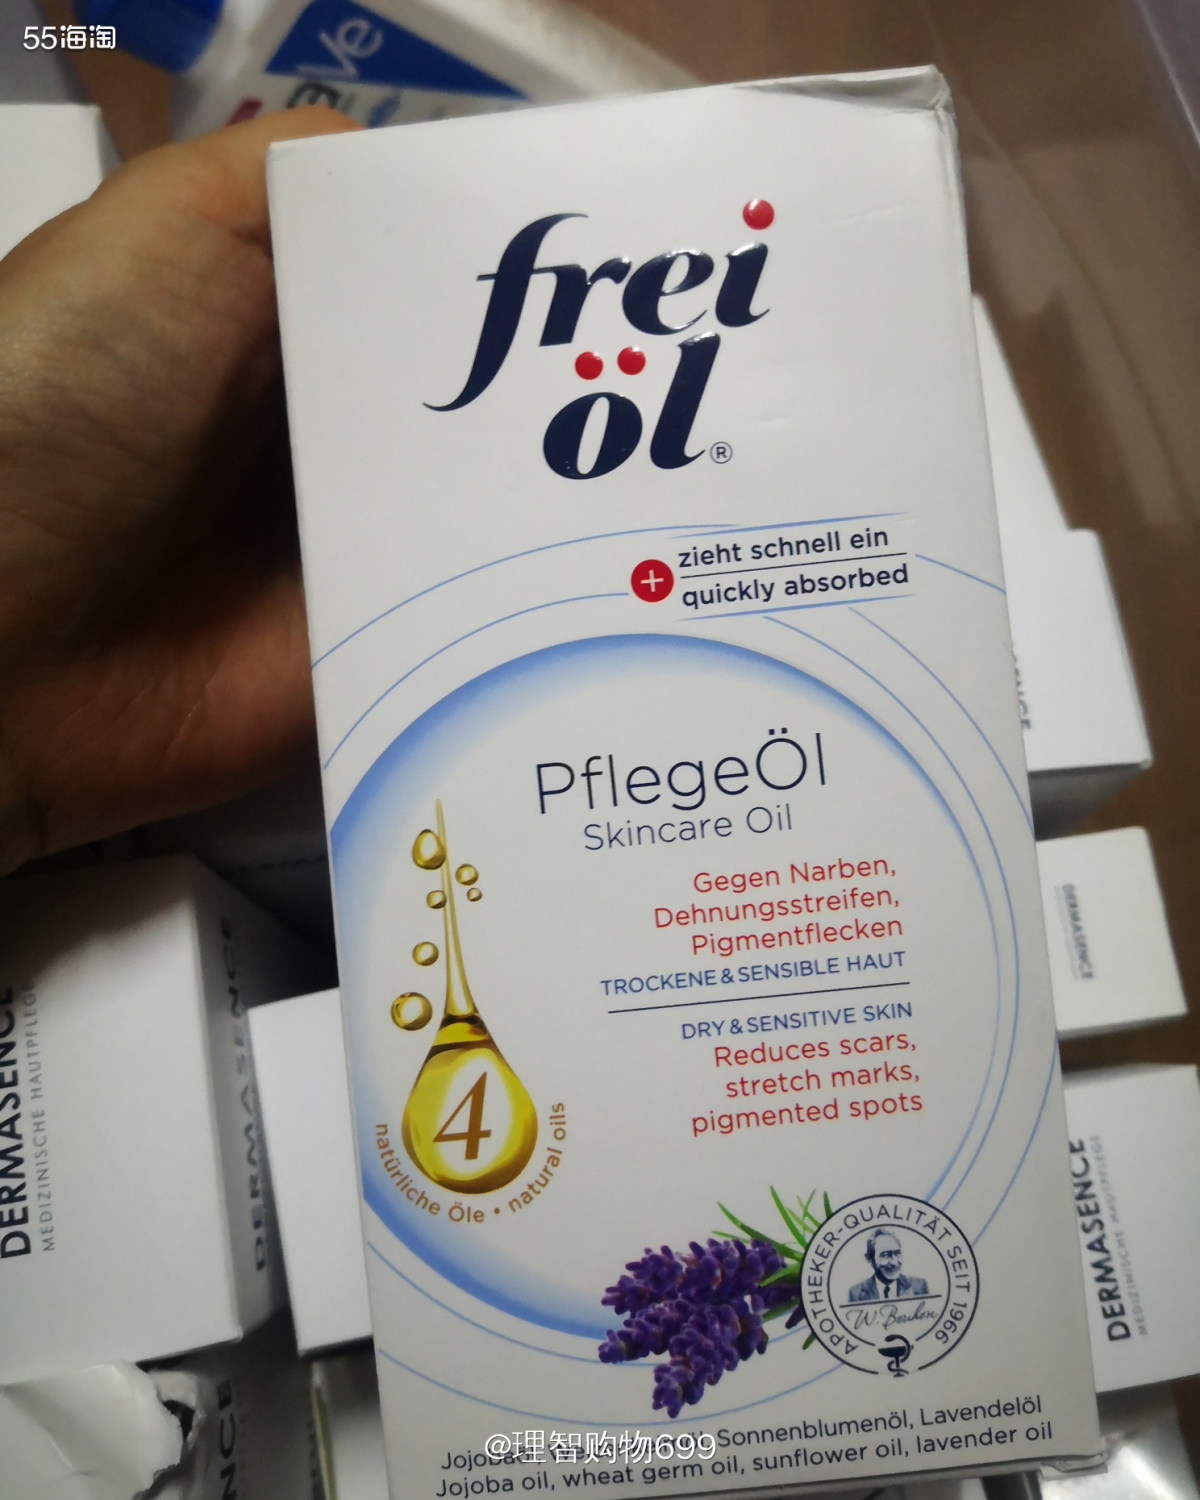 55海淘
frei
öl®
zieht schnell ein
quickly absorbed
PflegeÖl
Skincare Oil
Gegen Narben,
Dehnungsstreifen,
Pigmentflecken
TROCKENE & SENSIBLE HAUT
DRY & SENSITIVE SKIN
Reduces scars,
stretch marks,
pigmented spots
4
natürliche Öle • natural oils
APOTHEKER-QUALITÄT SEIT 1966
Sonnenblumenöl, Lavendelöl
Jojoba oil, wheat germ oil, sunflower oil, lavender oil
@理智购物699
DERMASENCE
MEDIZINISCHE HAUTPFLEGE
DERMASENCE
DERMASENCE
DERMASENCE
MEDIZINISCHE HAUTPFLEGE